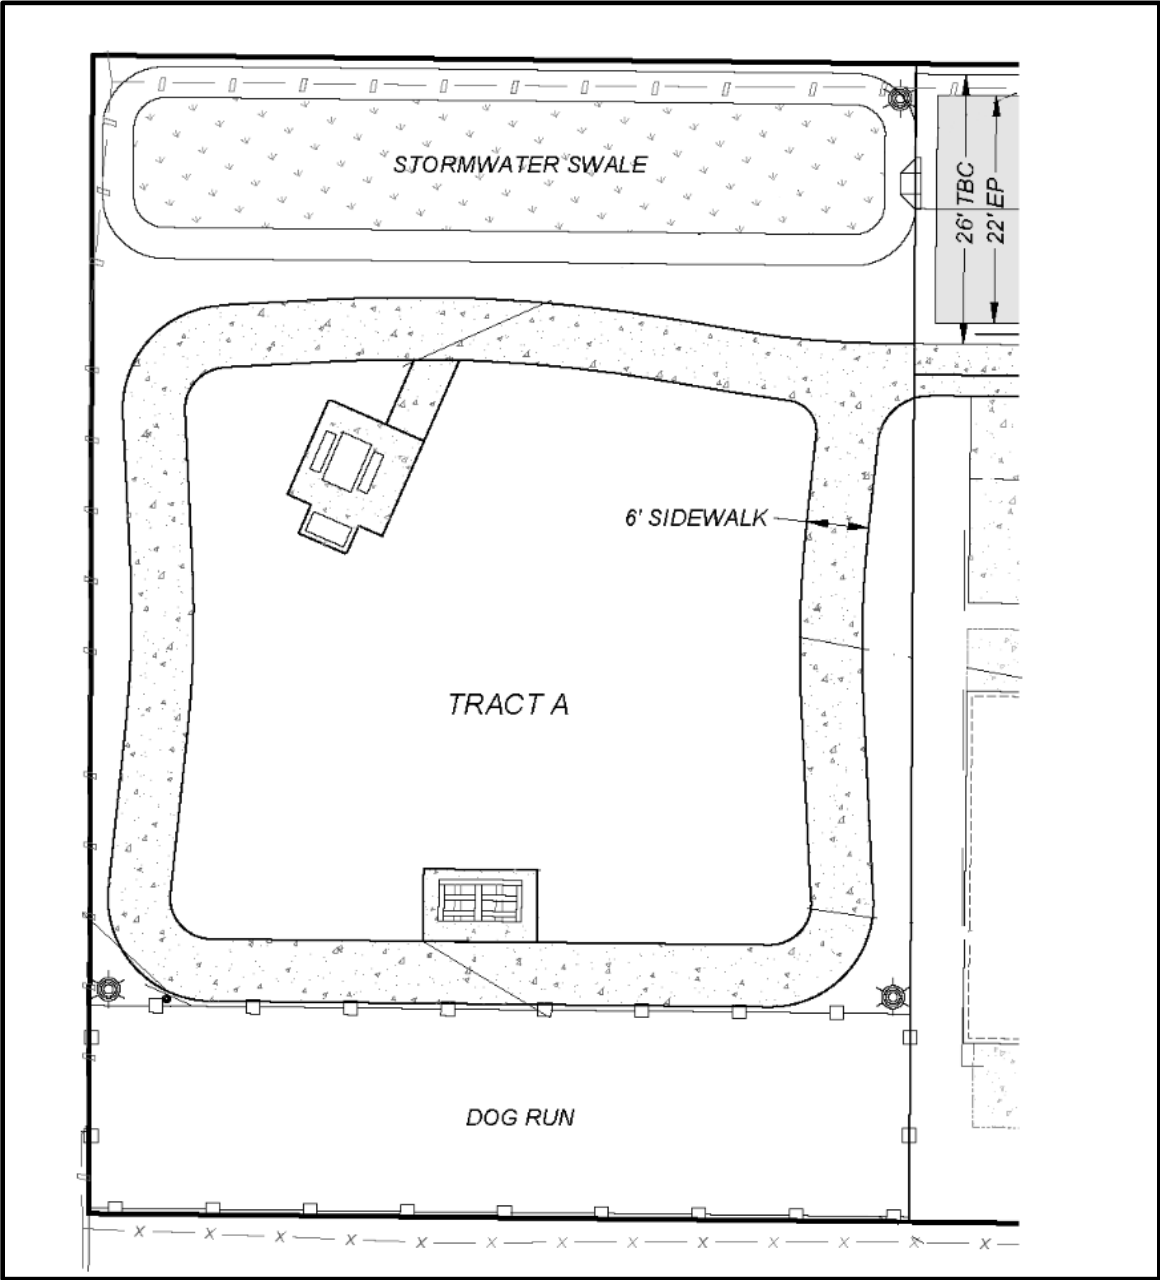 STORMWATER SWALE
26' TBC
22' EP
6' SIDEWALK
TRACT A
DOG RUN
X X X X X X X X X X X X X